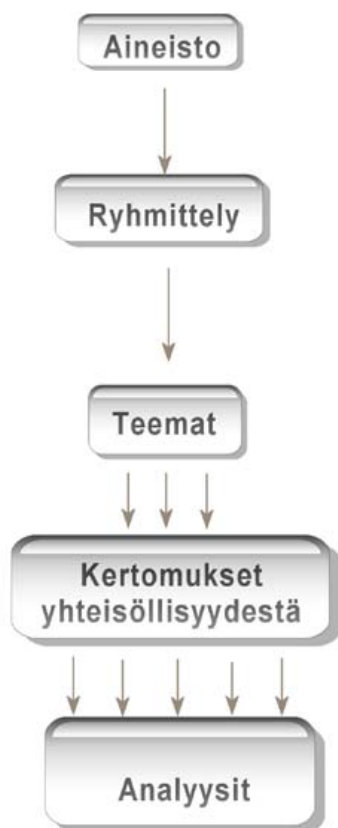 Aineisto
Ryhmittely
Teemat
Kertomukset
yhteisöllisyydestä
Analyysit